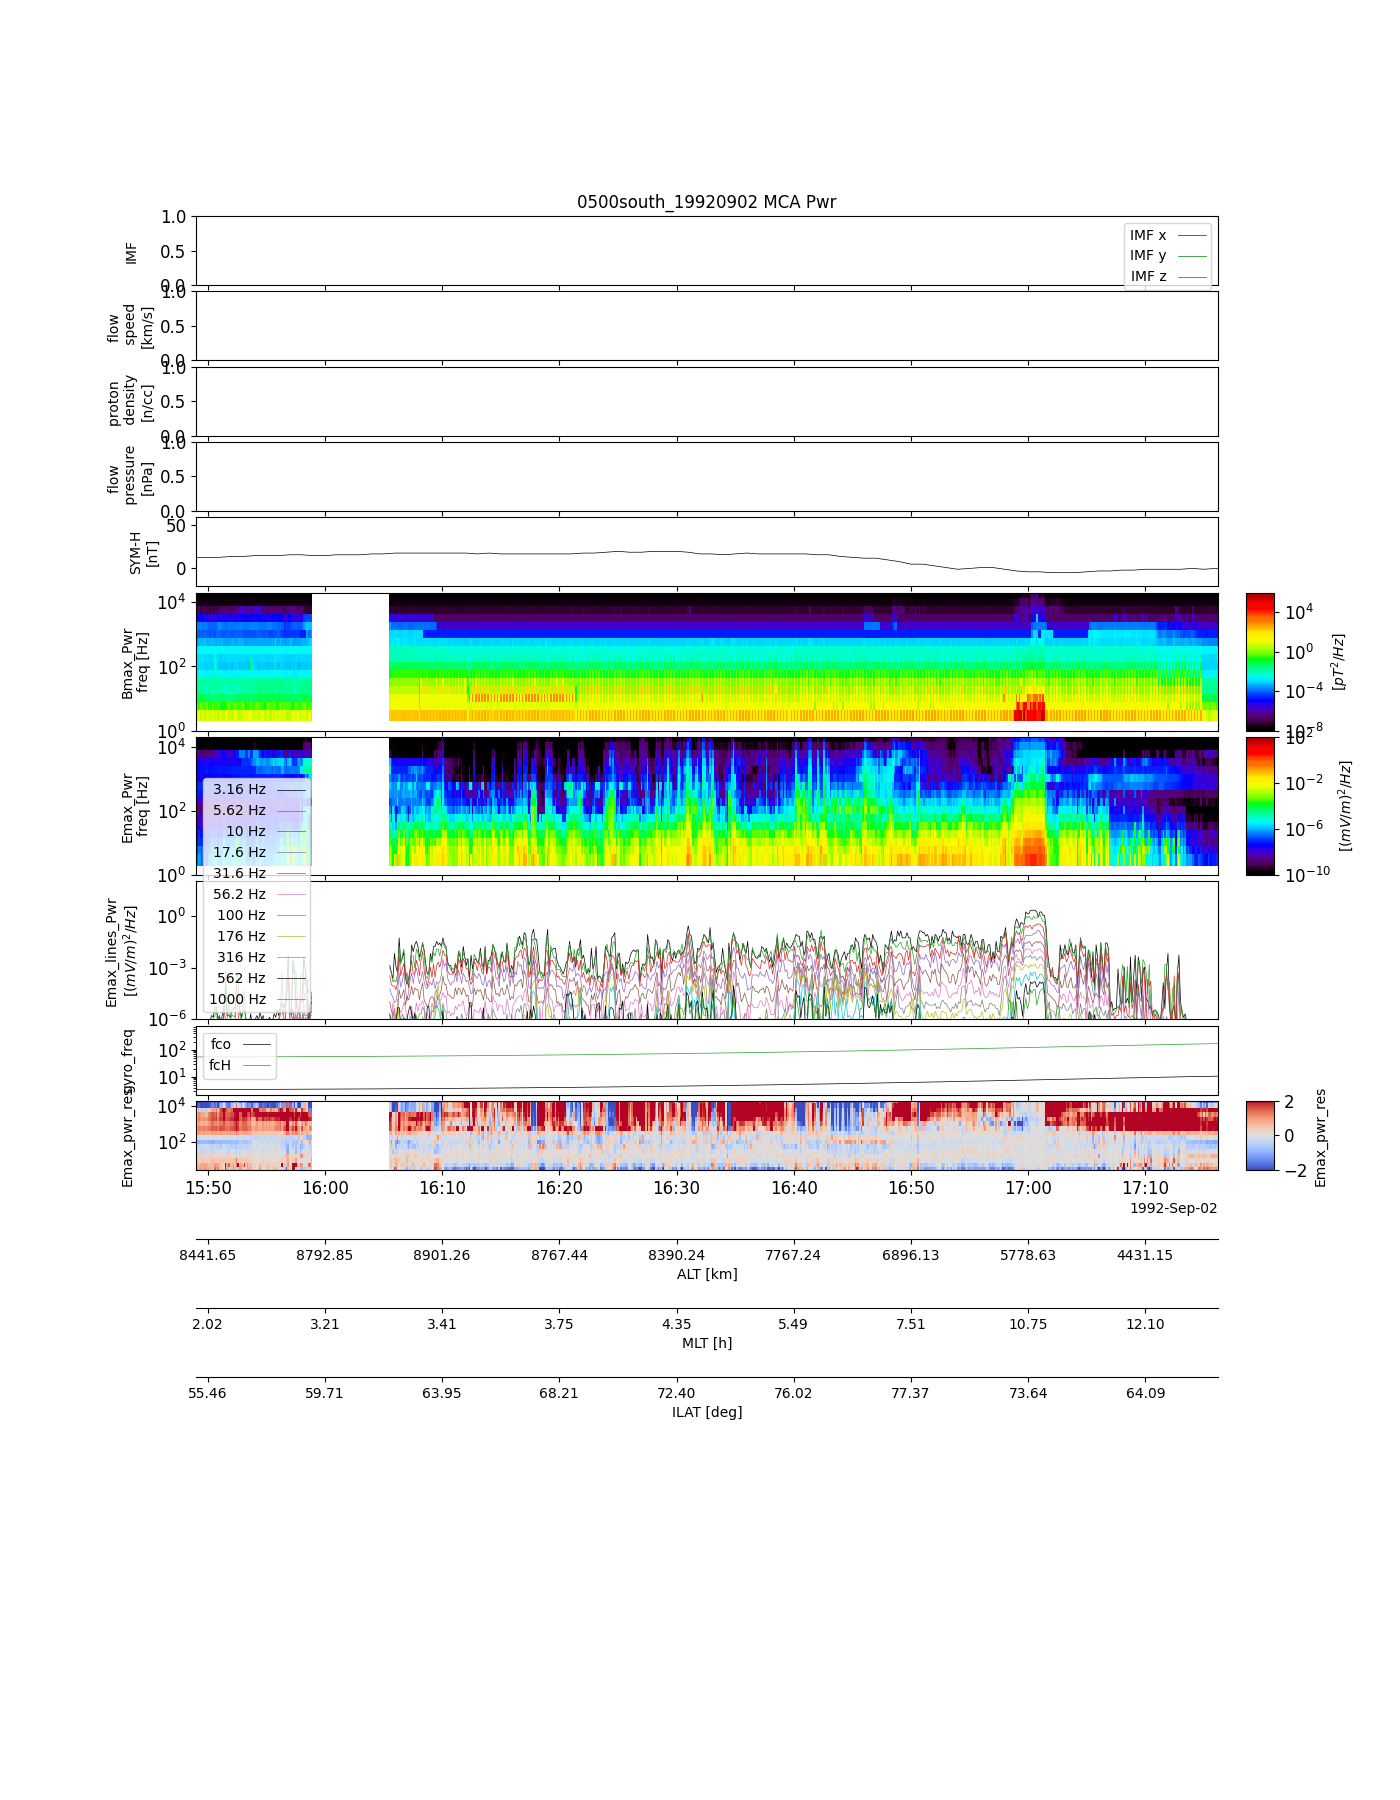 0500south_19920902 MCA Pwr
1.0
0.5
0.0
IMF
IMF x
IMF y
IMF z
1.0
0.5
0.0
flow
speed
[km/s]
1.0
0.5
0.0
proton
density
[n/cc]
1.0
0.5
0.0
flow
pressure
[nPa]
50
0
SYM-H
[nT]
10^4
10^2
10^0
Bmax_Pwr
freq [Hz]
10^4
10^0
10^-4
10^-8
[pT^2/Hz]
10^4
10^2
10^0
Emax_Pwr
freq [Hz]
10^2
10^-2
10^-6
10^-10
[(mV/m)^2/Hz]
3.16 Hz
5.62 Hz
10 Hz
17.6 Hz
31.6 Hz
56.2 Hz
100 Hz
176 Hz
316 Hz
562 Hz
1000 Hz
10^0
10^-3
10^-6
Emax_lines_Pwr
[(mV/m)^2/Hz]
fco
fcH
10^2
10^1
gyro_freq
10^4
10^2
Emax_pwr_res
2
0
−2
Emax_pwr_res
15:50 16:00 16:10 16:20 16:30 16:40 16:50 17:00 17:10
1992-Sep-02
8441.65 8792.85 8901.26 8767.44 8390.24 7767.24 6896.13 5778.63 4431.15
ALT [km]
2.02 3.21 3.41 3.75 4.35 5.49 7.51 10.75 12.10
MLT [h]
55.46 59.71 63.95 68.21 72.40 76.02 77.37 73.64 64.09
ILAT [deg]